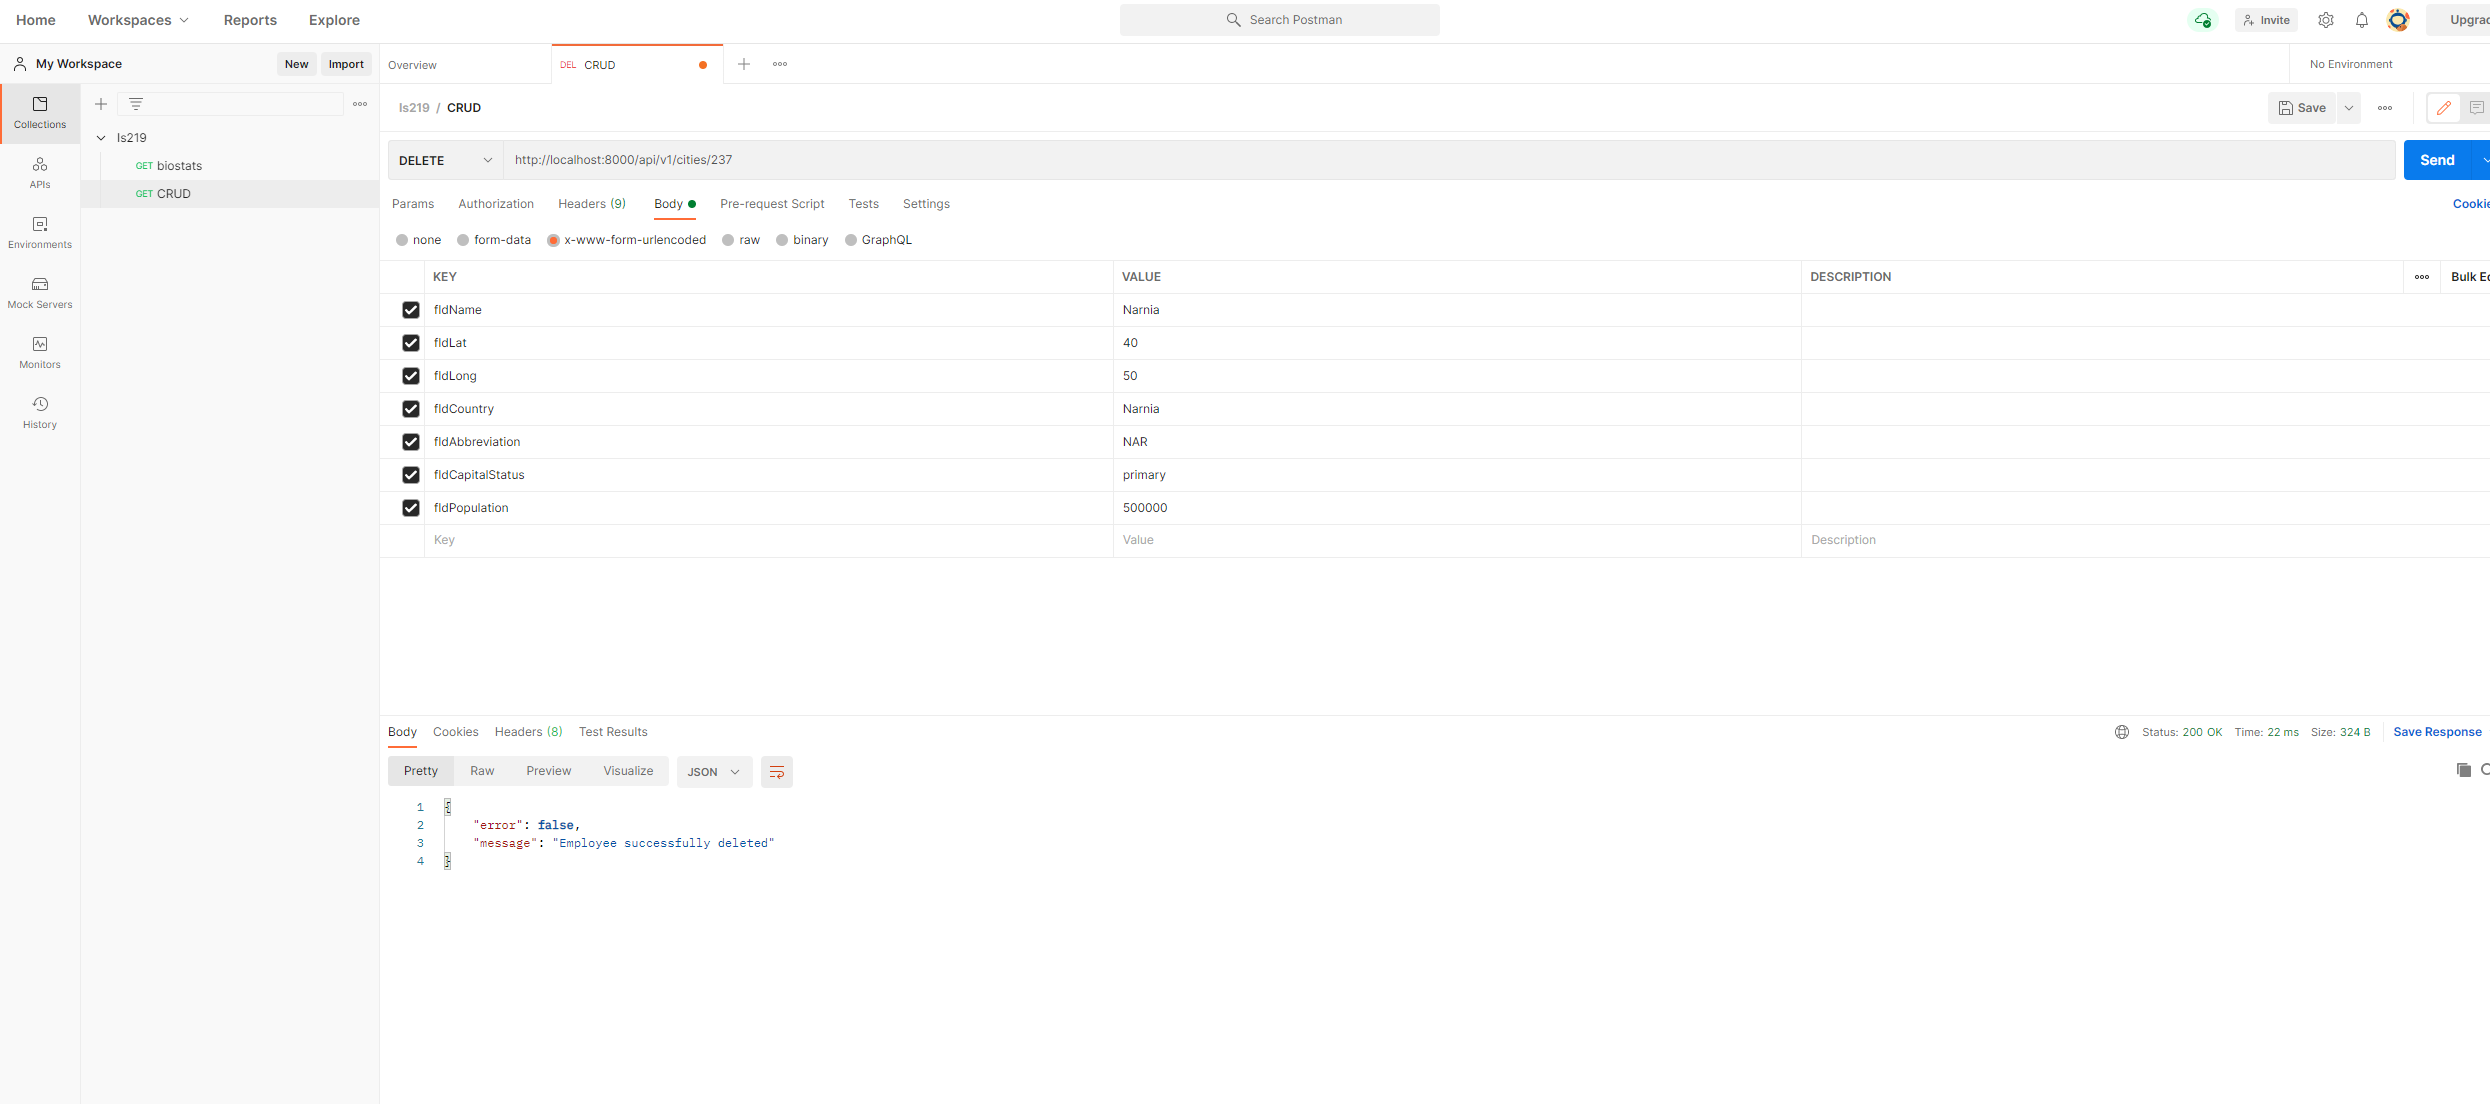 Home Workspaces Reports Explore Search Postman Invite Upgrad
My Workspace New Import Overview DEL CRUD No Environment
Collections
Is219 / CRUD Save
Is219
GET biostats
GET CRUD
APIs
Environments
Mock Servers
Monitors
History
DELETE http://localhost:8000/api/v1/cities/237 Send
Params Authorization Headers (9) Body Pre-request Script Tests Settings Cookie
none form-data x-www-form-urlencoded raw binary GraphQL
KEY VALUE DESCRIPTION Bulk Ed
fldName Narnia
fldLat 40
fldLong 50
fldCountry Narnia
fldAbbreviation NAR
fldCapitalStatus primary
fldPopulation 500000
Key Value Description
Body Cookies Headers (8) Test Results Status: 200 OK Time: 22 ms Size: 324 B Save Response
Pretty Raw Preview Visualize JSON
1 {
2 "error": false,
3 "message": "Employee successfully deleted"
4 }